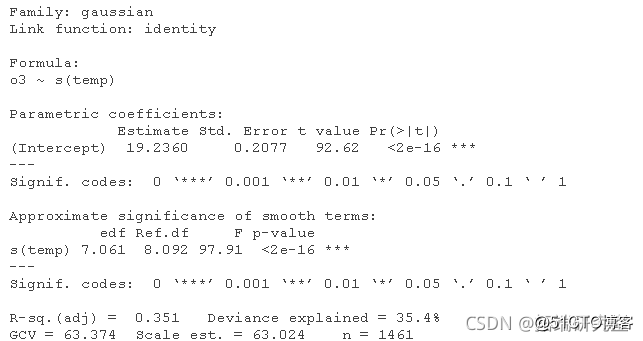 Family: gaussian
Link function: identity
Formula:
o3 ~ s(temp)
Parametric coefficients:
Estimate Std. Error t value Pr(>|t|)
(Intercept) 19.2360 0.2077 92.62 <2e-16 ***
---
Signif. codes: 0 ‘***’ 0.001 ‘**’ 0.01 ‘*’ 0.05 ‘.’ 0.1 ‘ ’ 1
Approximate significance of smooth terms:
edf Ref.df F p-value
s(temp) 7.061 8.092 97.91 <2e-16 ***
---
Signif. codes: 0 ‘***’ 0.001 ‘**’ 0.01 ‘*’ 0.05 ‘.’ 0.1 ‘ ’ 1
R-sq.(adj) = 0.351 Deviance explained = 35.4%
GCV = 63.374 Scale est. = 63.024 n = 1461
CSDN @51CTO博客